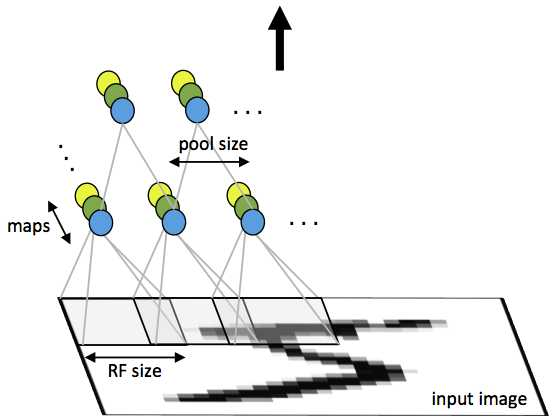 . . .
pool size
. . .
maps
. . .
RF size
input image